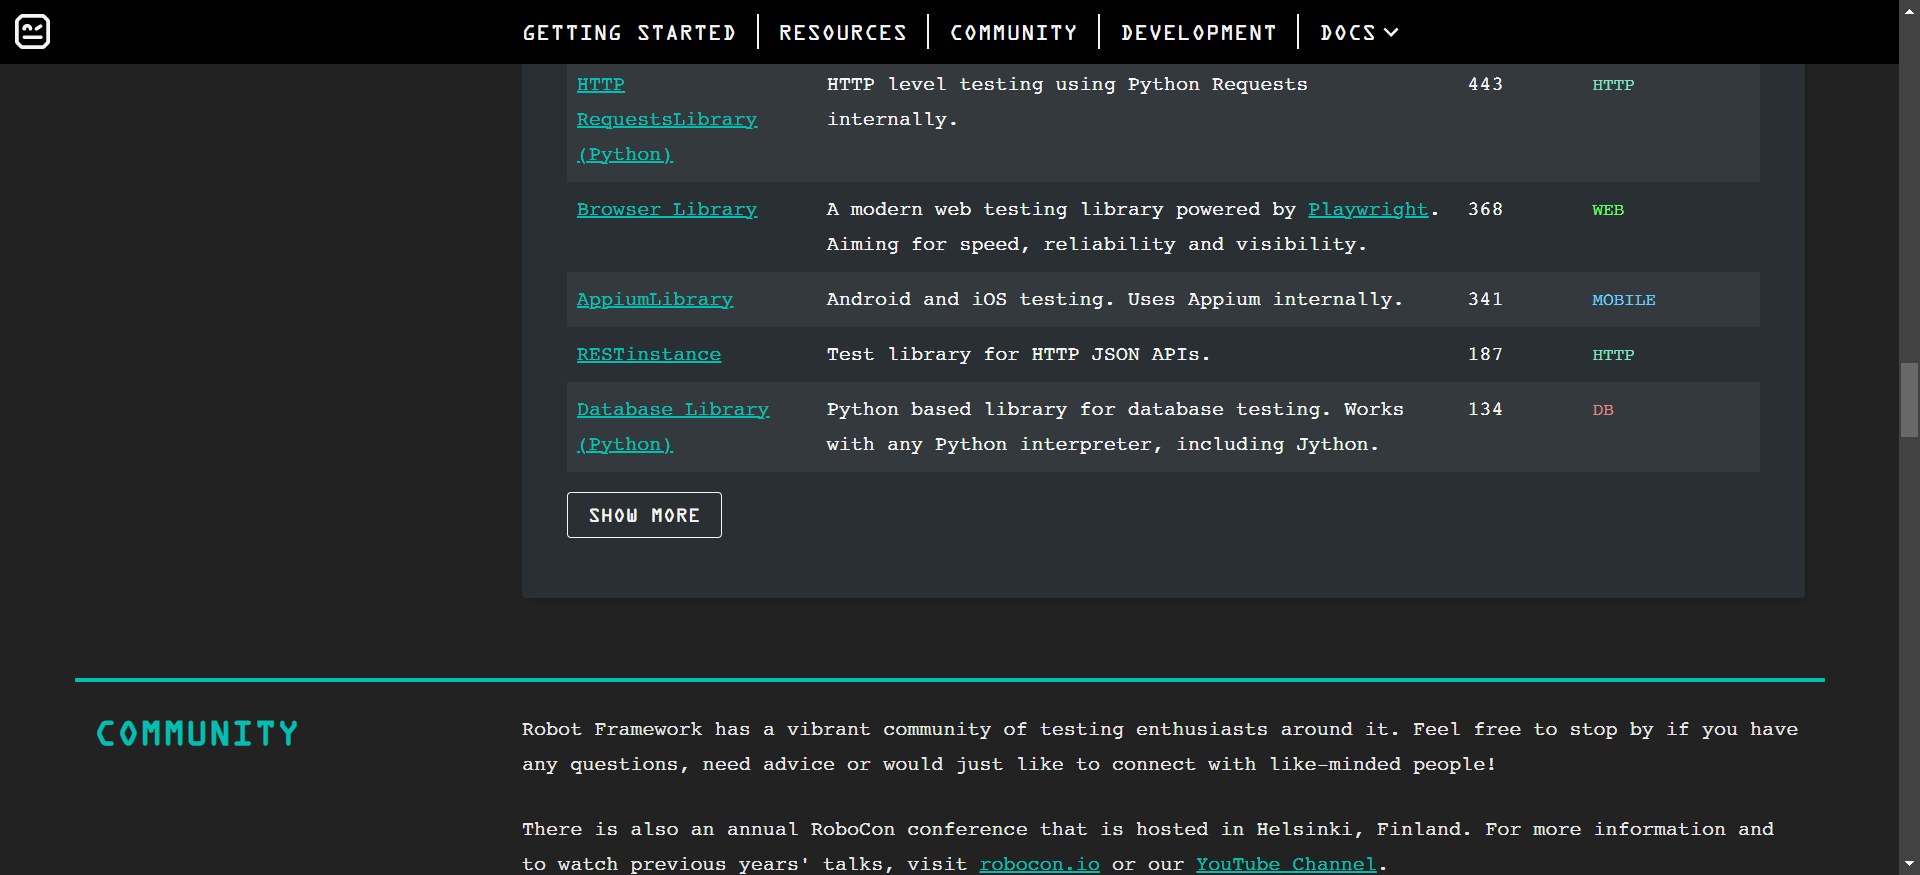 GETTING STARTED RESOURCES COMMUNITY DEVELOPMENT DOCS
HTTP RequestsLibrary (Python) HTTP level testing using Python Requests internally. 443 HTTP
Browser Library A modern web testing library powered by Playwright. Aiming for speed, reliability and visibility. 368 WEB
AppiumLibrary Android and iOS testing. Uses Appium internally. 341 MOBILE
RESTinstance Test library for HTTP JSON APIs. 187 HTTP
Database Library (Python) Python based library for database testing. Works with any Python interpreter, including Jython. 134 DB
SHOW MORE
COMMUNITY
Robot Framework has a vibrant community of testing enthusiasts around it. Feel free to stop by if you have
any questions, need advice or would just like to connect with like-minded people!
There is also an annual RoboCon conference that is hosted in Helsinki, Finland. For more information and
to watch previous years' talks, visit robocon.io or our YouTube Channel.